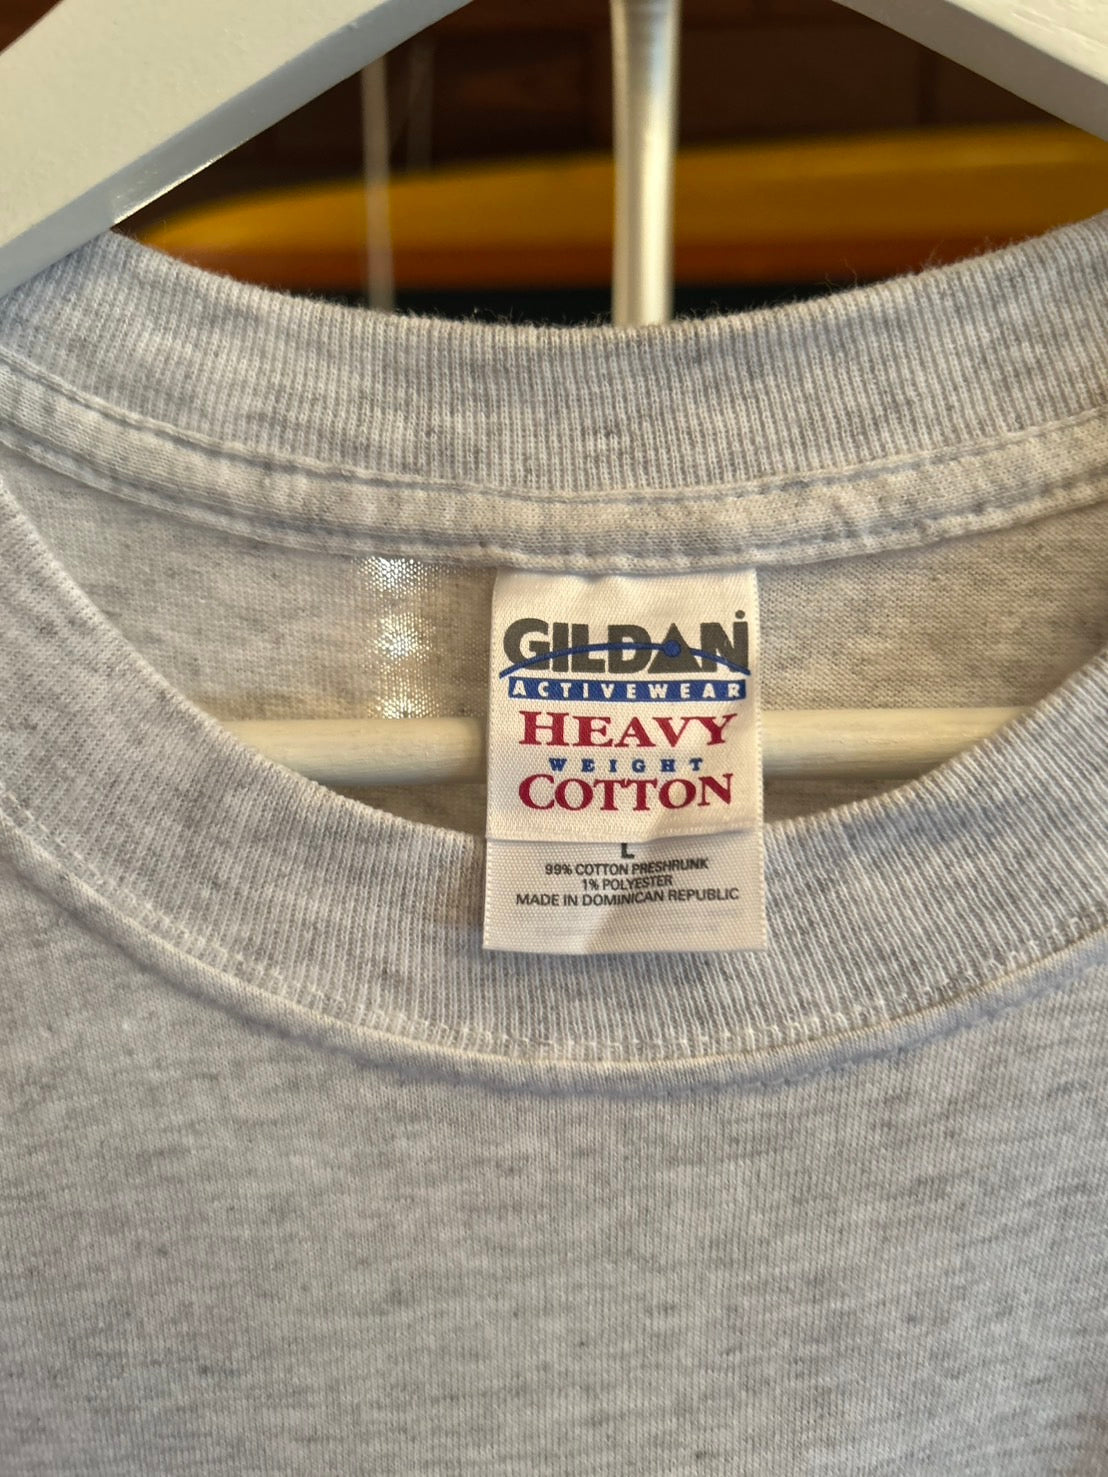 GILDAN
ACTIVEWEAR
HEAVY
WEIGHT
COTTON
L
99% COTTON PRESHRUNK
1% POLYESTER
MADE IN DOMINICAN REPUBLIC